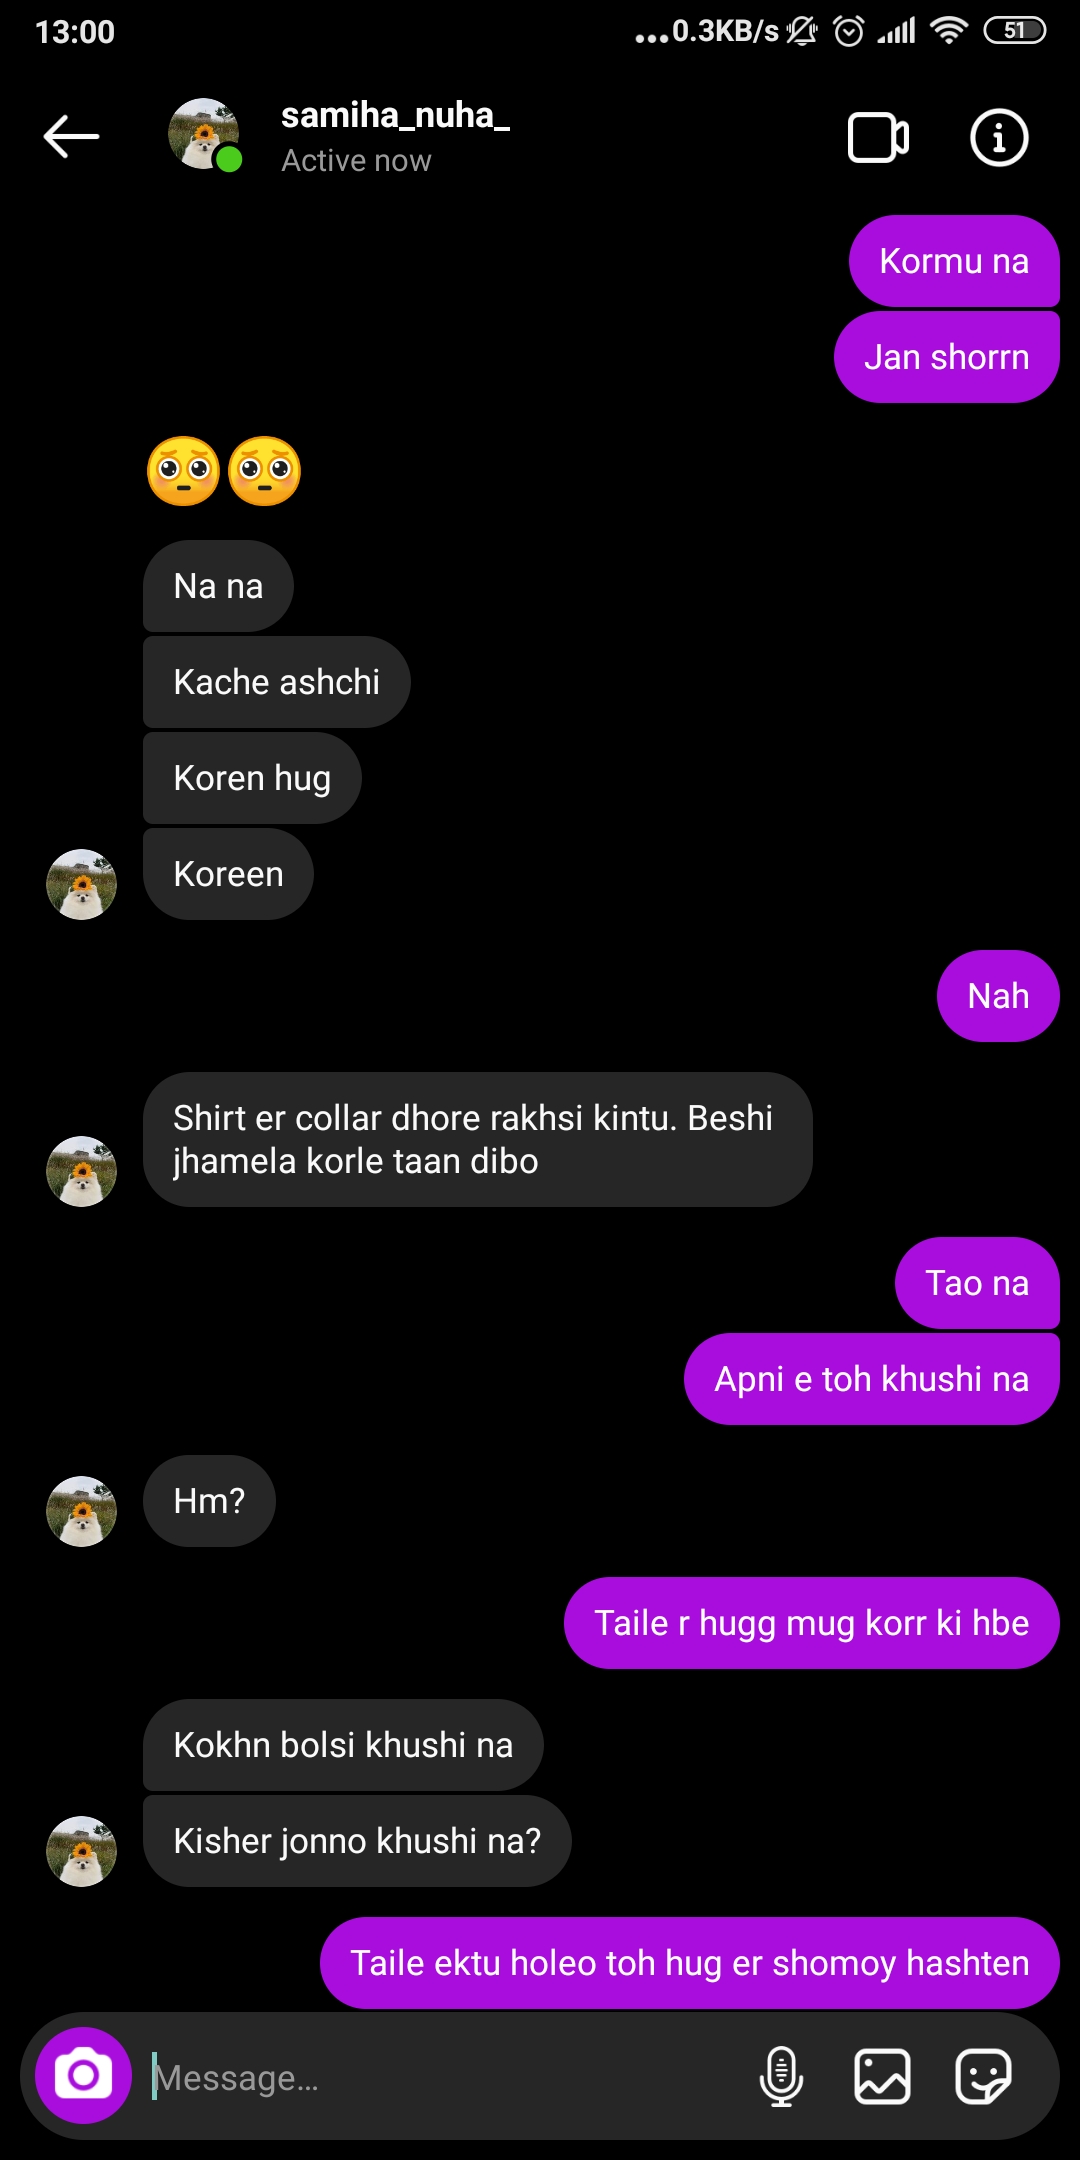 13:00
...0.3KB/s 51
samiha_nuha_
Active now
Kormu na
Jan shorrn
🥺🥺
Na na
Kache ashchi
Koren hug
Koreen
Nah
Shirt er collar dhore rakhsi kintu. Beshi
jhamela korle taan dibo
Tao na
Apni e toh khushi na
Hm?
Taile r hugg mug korr ki hbe
Kokhn bolsi khushi na
Kisher jonno khushi na?
Taile ektu holeo toh hug er shomoy hashten
Message...